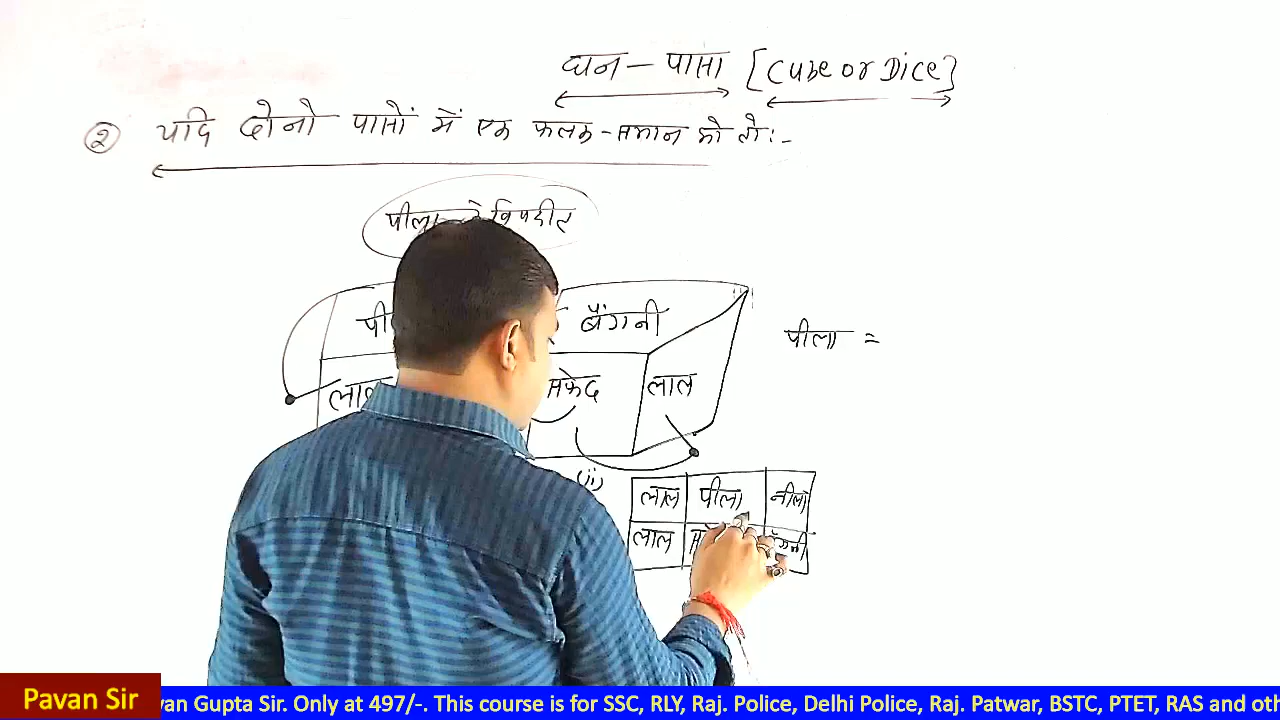 घन - पासा [Cube or Dice]
② यदि दोनो पासों में एक फलक - समान हो तो :-
के विपरीत
बैंगनी
पीला =
लाल
सफेद
लाल
(ii)
लाल पीला नीला
लाल बैंगनी
Pavan Sir
van Gupta Sir. Only at 497/-. This course is for SSC, RLY, Raj. Police, Delhi Police, Raj. Patwar, BSTC, PTET, RAS and oth